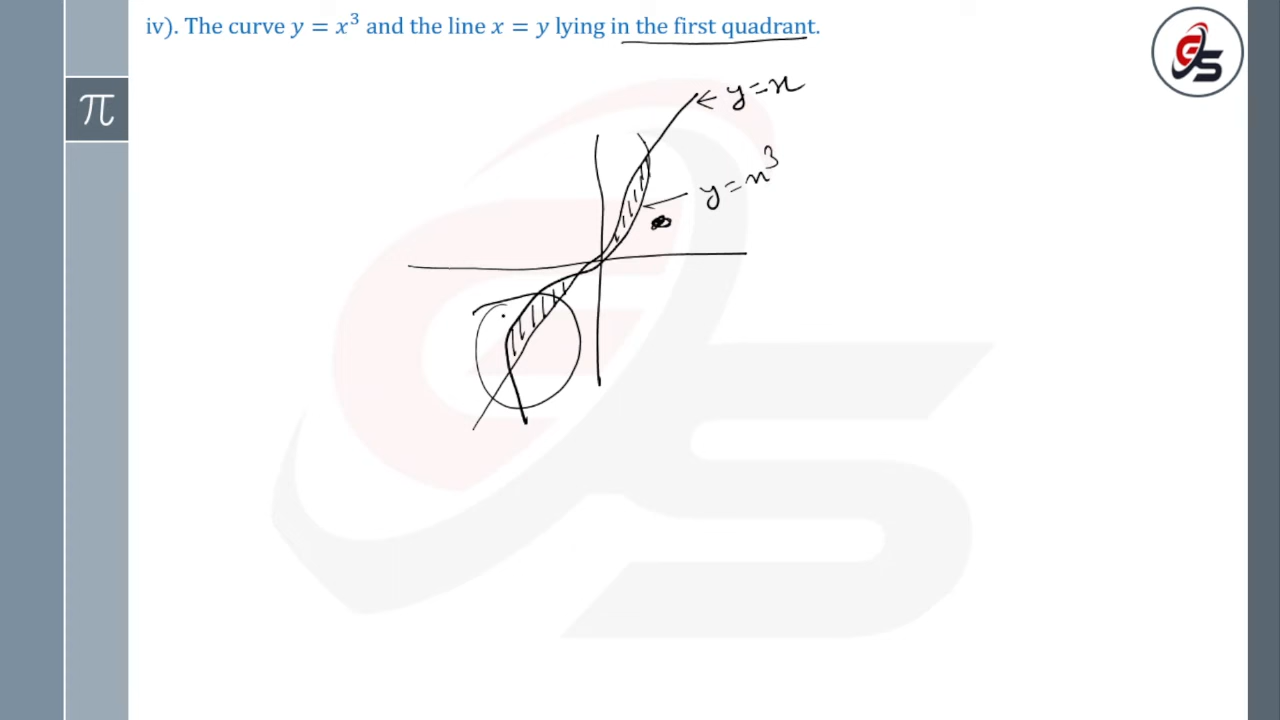 iv). The curve y = x³ and the line x = y lying in the first quadrant.
π
y=x
y=x³